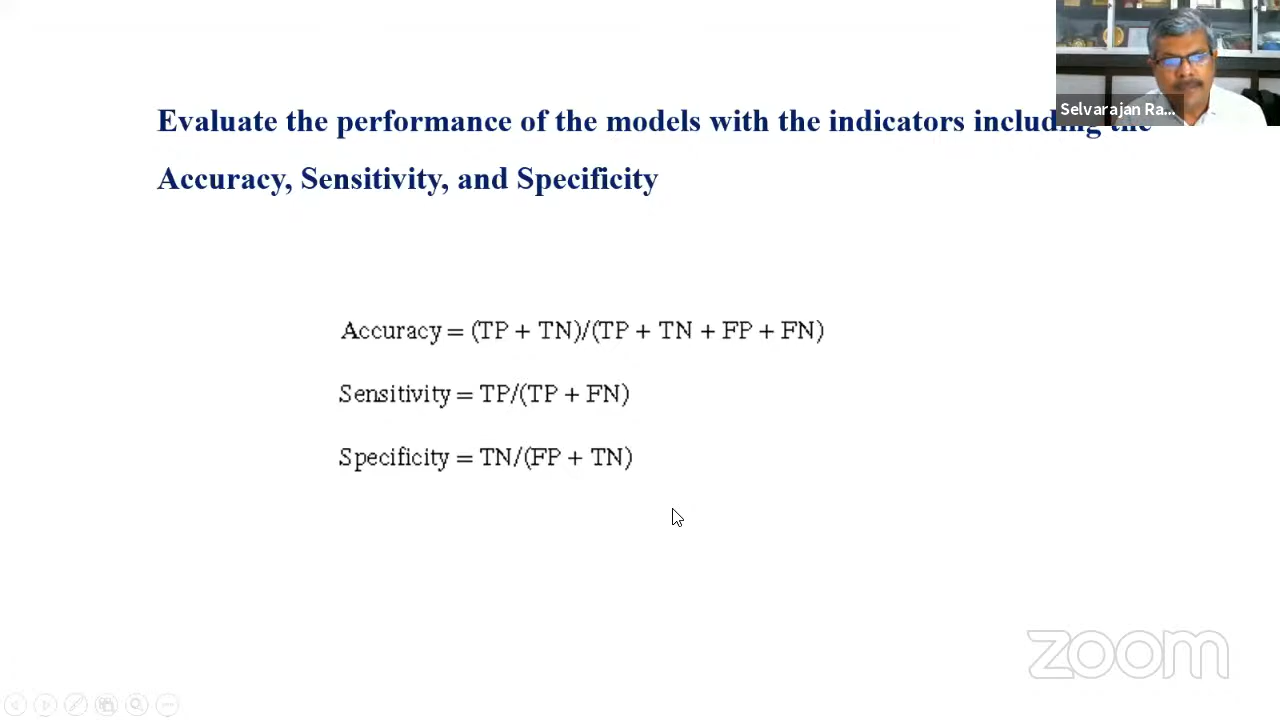 Evaluate the performance of the models with the indicators including the
Accuracy, Sensitivity, and Specificity
Selvarajan Ra...
Accuracy = (TP + TN)/(TP + TN + FP + FN)
Sensitivity = TP/(TP + FN)
Specificity = TN/(FP + TN)
zoom